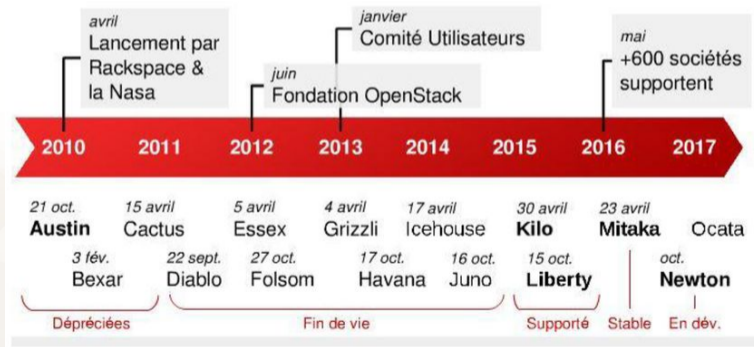 avril
Lancement par
Rackspace &
la Nasa
juin
Fondation OpenStack
janvier
Comité Utilisateurs
mai
+600 sociétés
supportent
2010 2011 2012 2013 2014 2015 2016 2017
21 oct. 15 avril 5 avril 4 avril 17 avril 30 avril 23 avril
Austin Cactus Essex Grizzli Icehouse Kilo Mitaka Ocata
3 fév. 22 sept. 27 oct. 17 oct. 16 oct. 15 oct. oct.
Bexar Diablo Folsom Havana Juno Liberty Newton
Dépréciées Fin de vie Supporté Stable En dév.